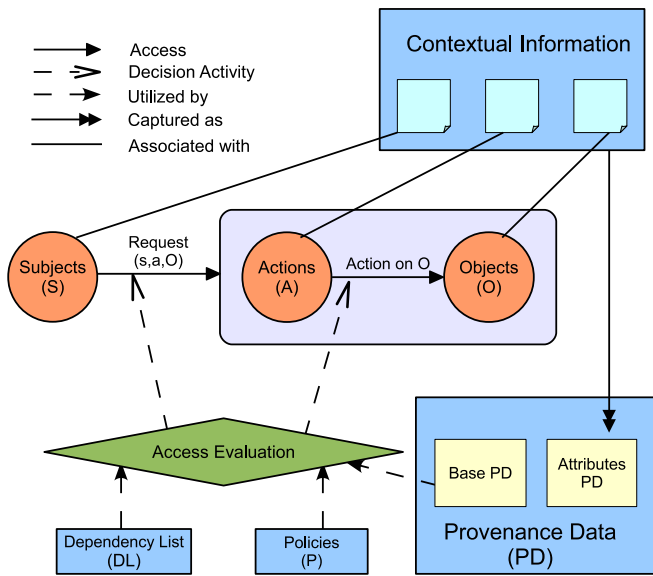 Access
Decision Activity
Utilized by
Captured as
Associated with
Contextual Information
Subjects
(S)
Request
(s,a,O)
Actions
(A)
Action on O
Objects
(O)
Access Evaluation
Base PD
Attributes
PD
Provenance Data
(PD)
Dependency List
(DL)
Policies
(P)